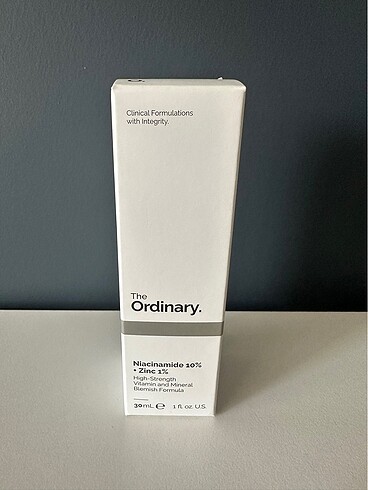 Clinical Formulations
with Integrity.
The
Ordinary.
Niacinamide 10%
+ Zinc 1%
High-Strength
Vitamin and Mineral
Blemish Formula
30mL ℮ 1 fl. oz. U.S.